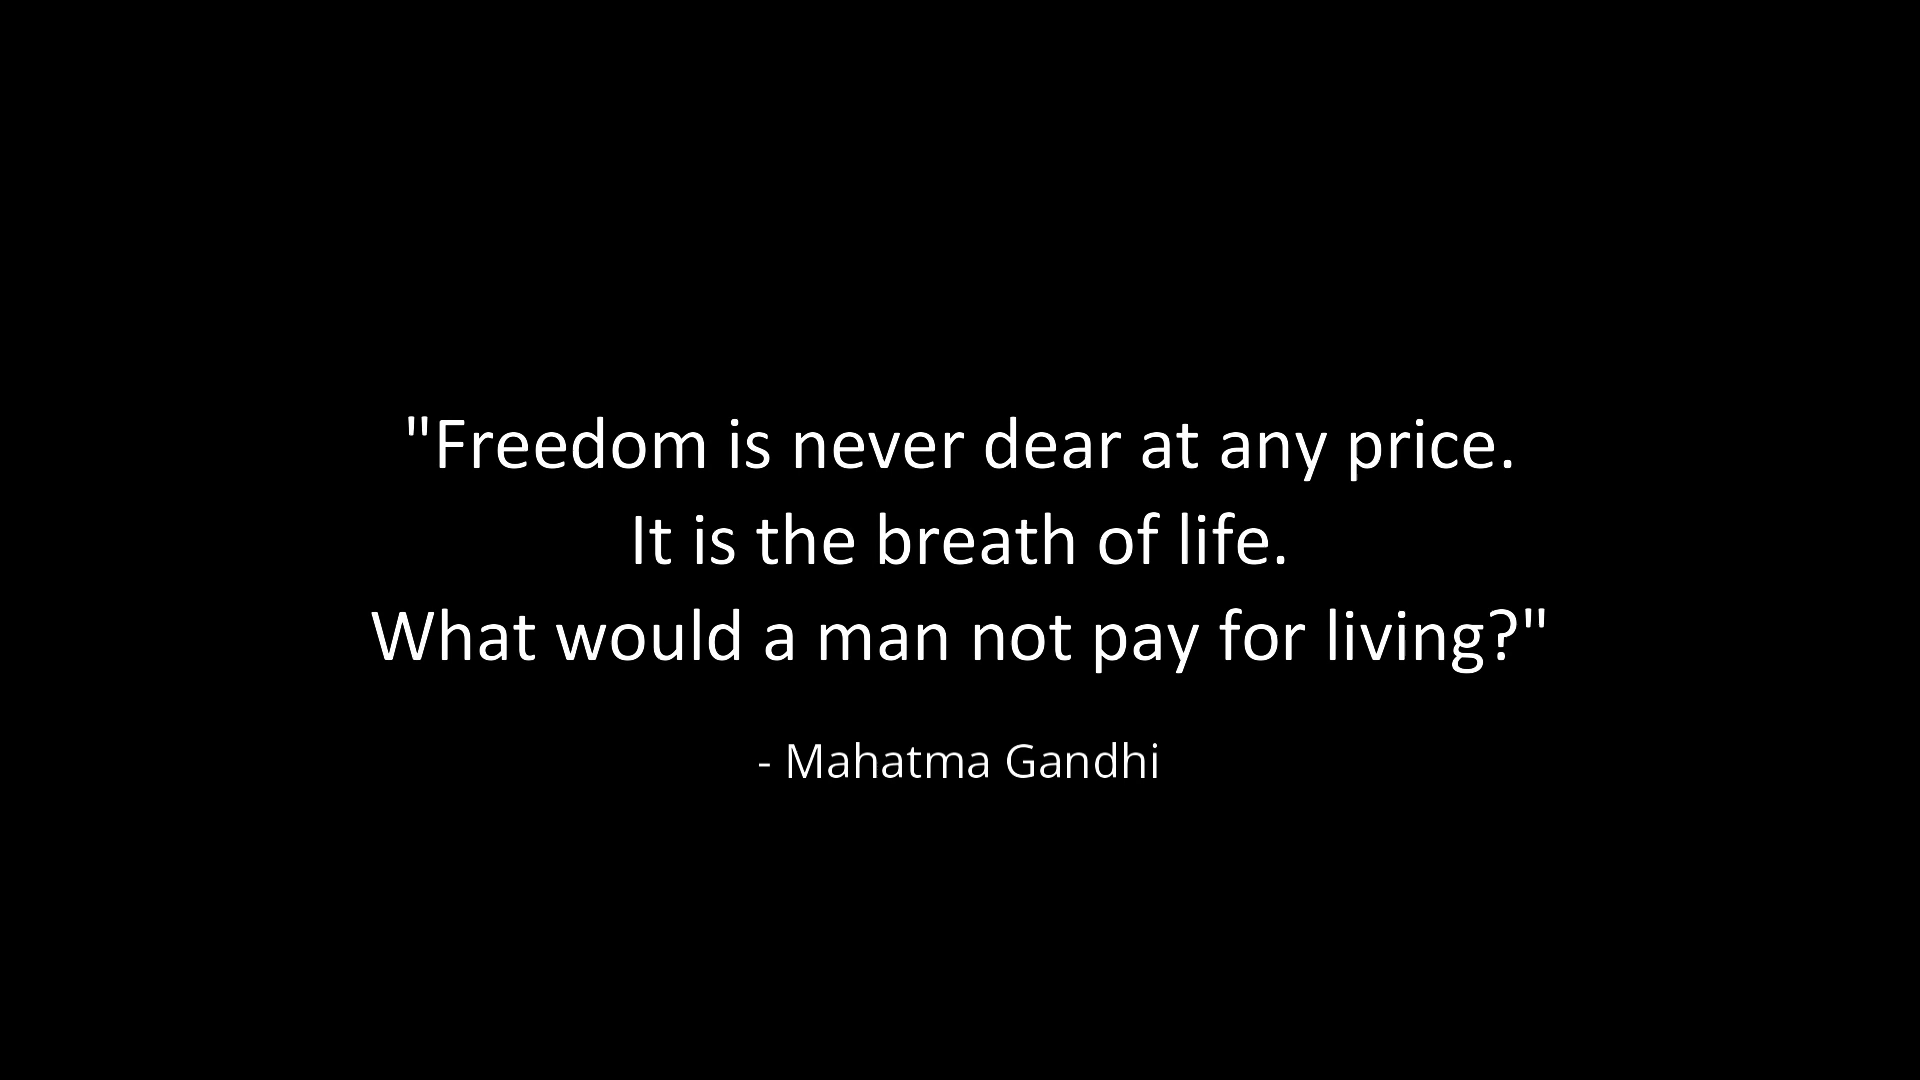 "Freedom is never dear at any price.
It is the breath of life.
What would a man not pay for living?"
- Mahatma Gandhi